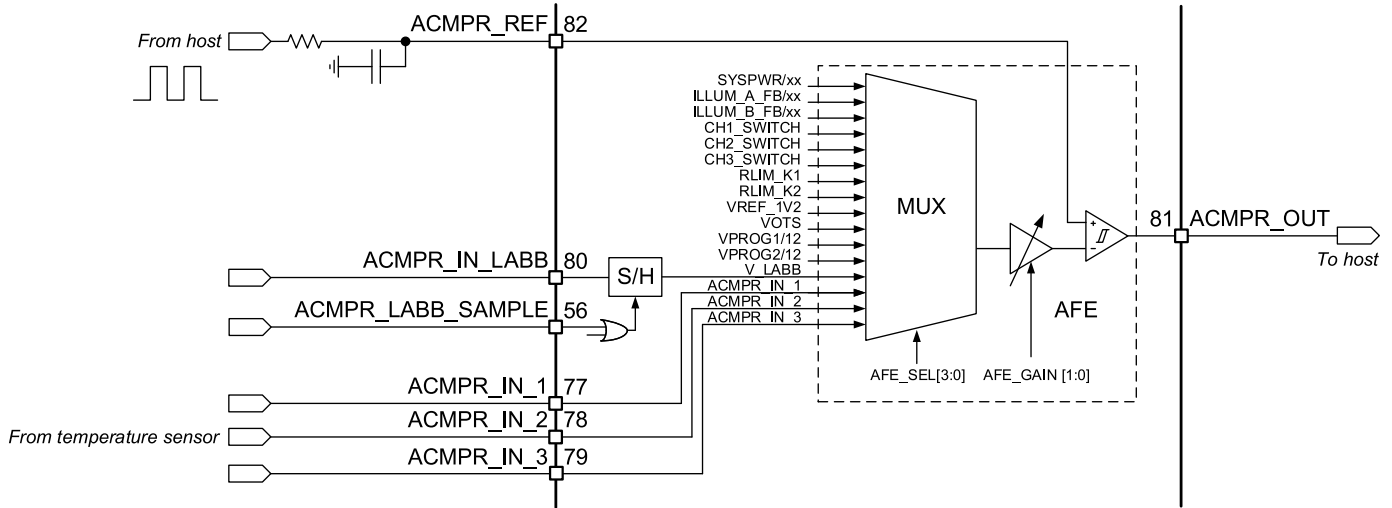 ACMPR_REF 82
From host
SYSPWR/xx
ILLUM_A_FB/xx
ILLUM_B_FB/xx
CH1_SWITCH
CH2_SWITCH
CH3_SWITCH
RLIM_K1
RLIM_K2
VREF_1V2
VOTS
VPROG1/12
VPROG2/12
V_LABB
ACMPR_IN_1
ACMPR_IN_2
ACMPR_IN_3
MUX
+
-
AFE
AFE_SEL[3:0]
AFE_GAIN [1:0]
81 ACMPR_OUT
To host
ACMPR_IN_LABB 80
S/H
ACMPR_LABB_SAMPLE 56
ACMPR_IN_1 77
ACMPR_IN_2 78
From temperature sensor
ACMPR_IN_3 79